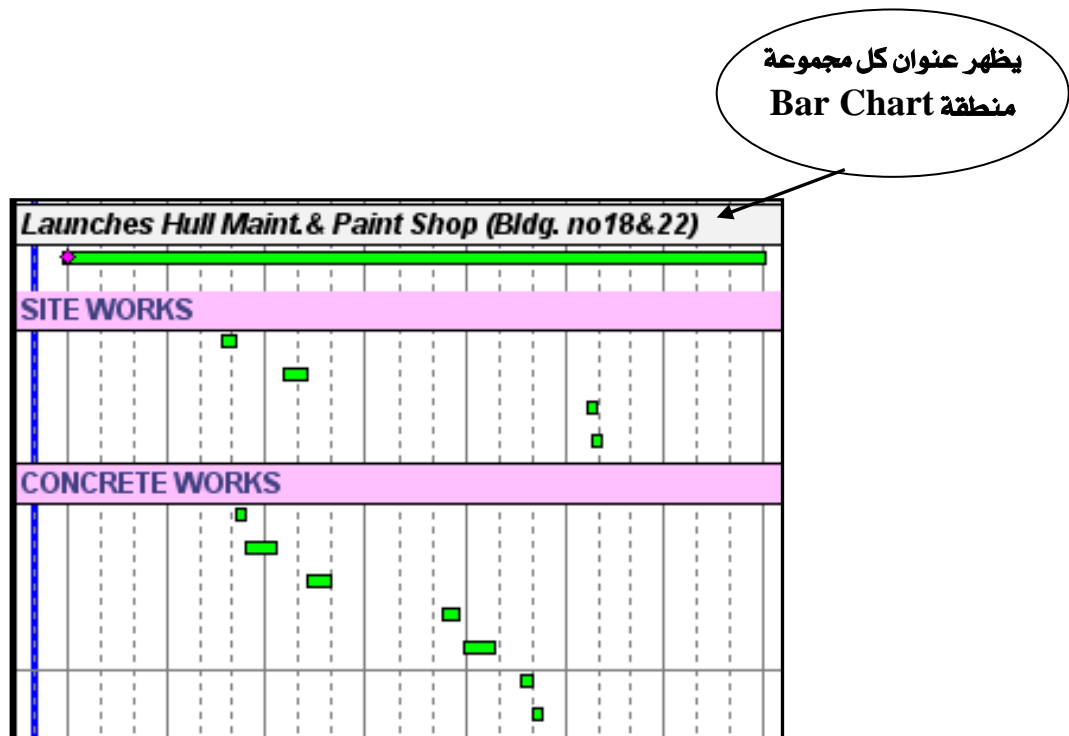 يظهر عنوان كل مجموعة
منطقة Bar Chart
Launches Hull Maint.& Paint Shop (Bldg. no18&22)
SITE WORKS
CONCRETE WORKS